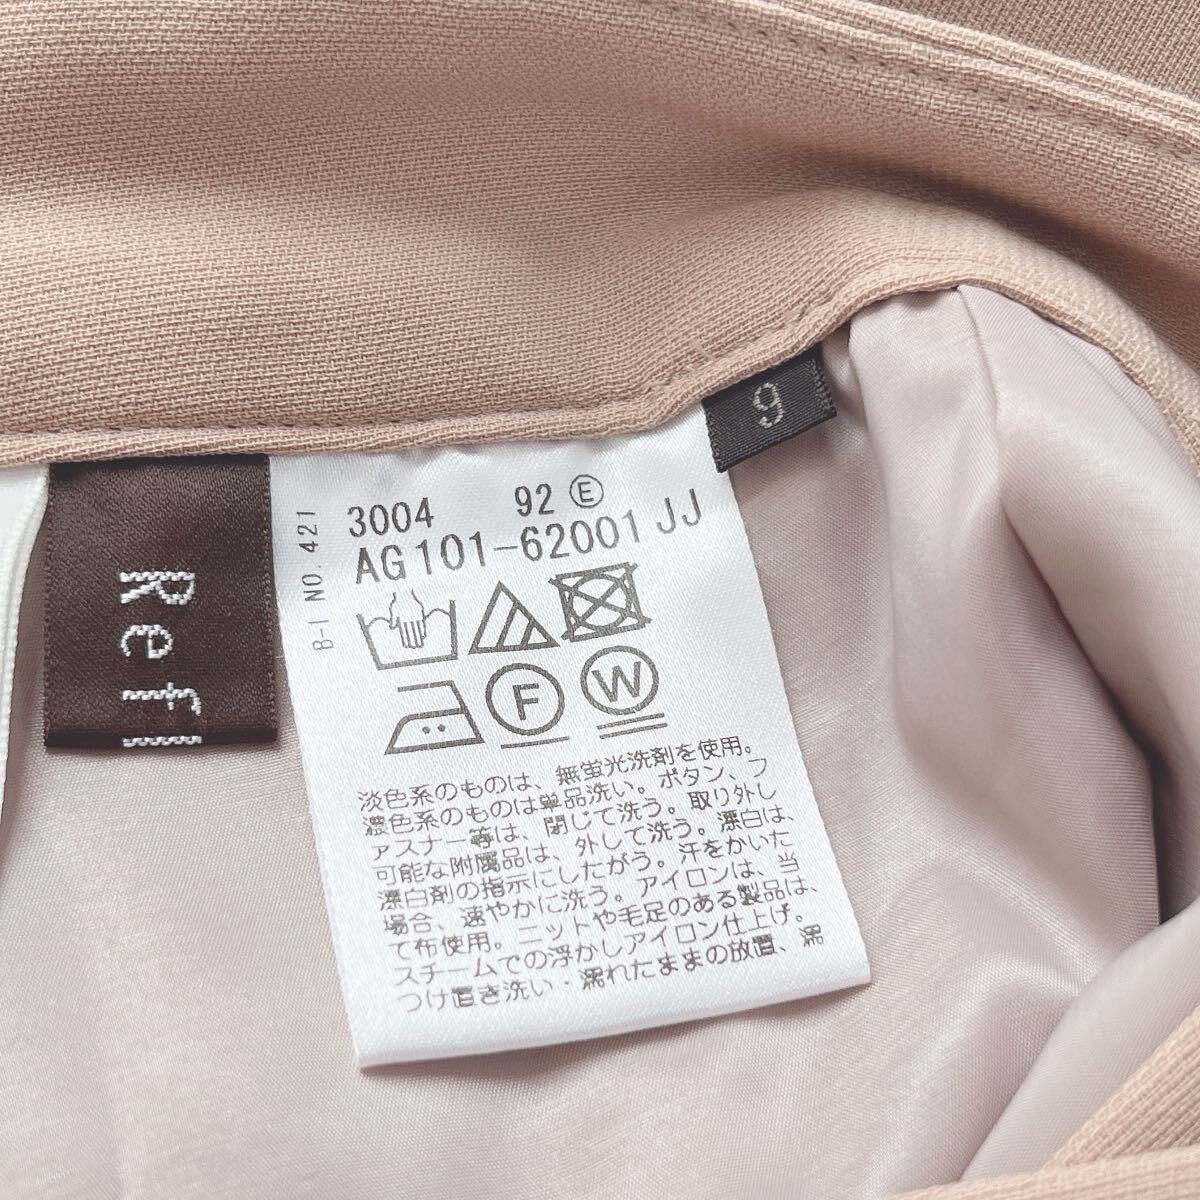 Ref
9
B-I NO.421
3004 92 Ⓔ
AG101-62001JJ
F W
淡色系のものは、無蛍光洗剤を使用。
濃色系のものは単品洗い。ボタン、フ
ァスナー等は、閉じて洗う。取り外し
可能な附属品は、外して洗う。漂白は、
漂白剤の指示にしたがう。汗をかいた
場合、速やかに洗う。アイロンは、当
て布使用。ニットや毛足のある製品は、
スチームでの浮かしアイロン仕上げ。
つけ置き洗い・濡れたままの放置、濡